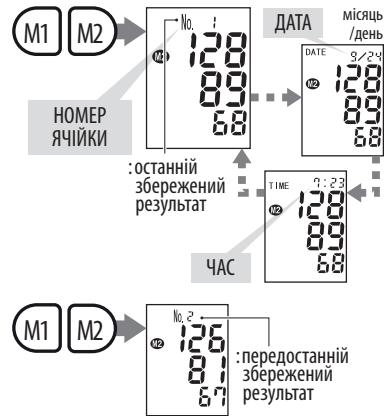 M1 M2
No. 1
M2
128
89
68
НОМЕР
ЯЧІЙКИ
:останній
збережений
результат
ДАТА
місяць
/день
DATE 9/24
M2
128
89
68
TIME 7:23
M2
128
89
68
ЧАС
M1 M2
No. 2
M2
126
81
67
:передостанній
збережений
результат